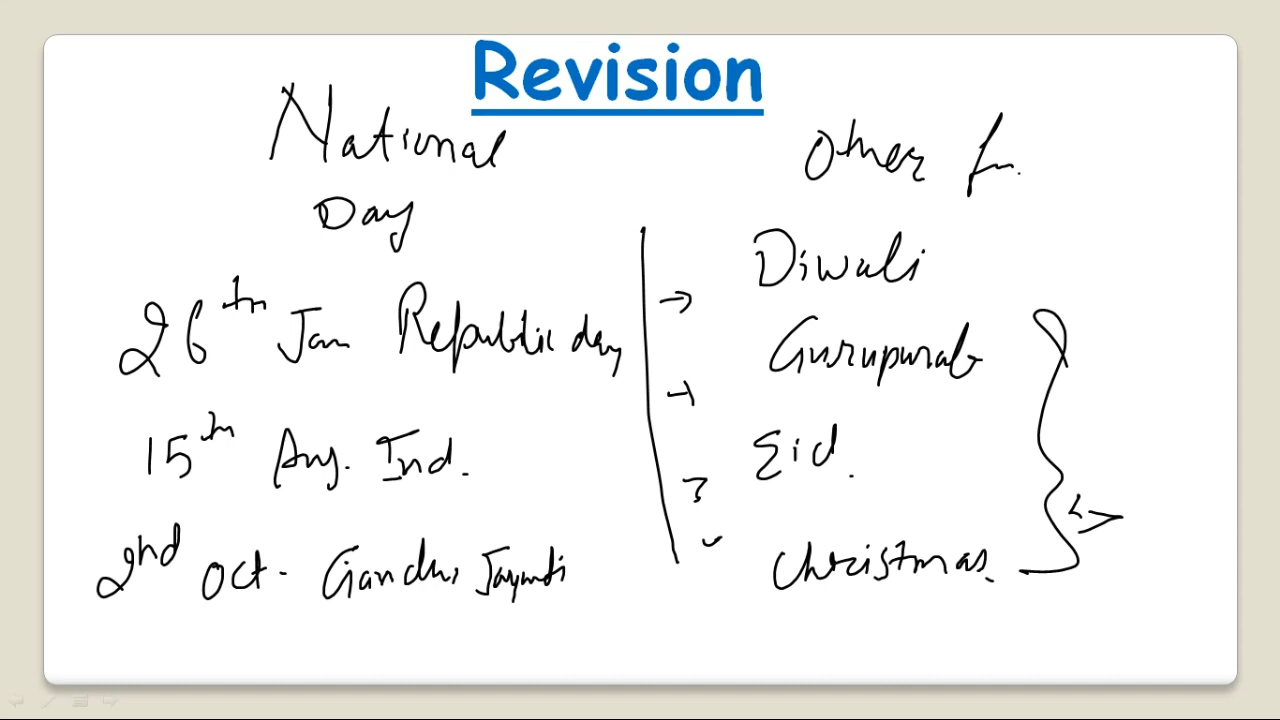 Revision
National
Day
26th Jan Republic day
15th Aug. Ind.
2nd Oct. Gandhi Jayanti
Other
Diwali
Gurupurab
Eid.
Christmas.